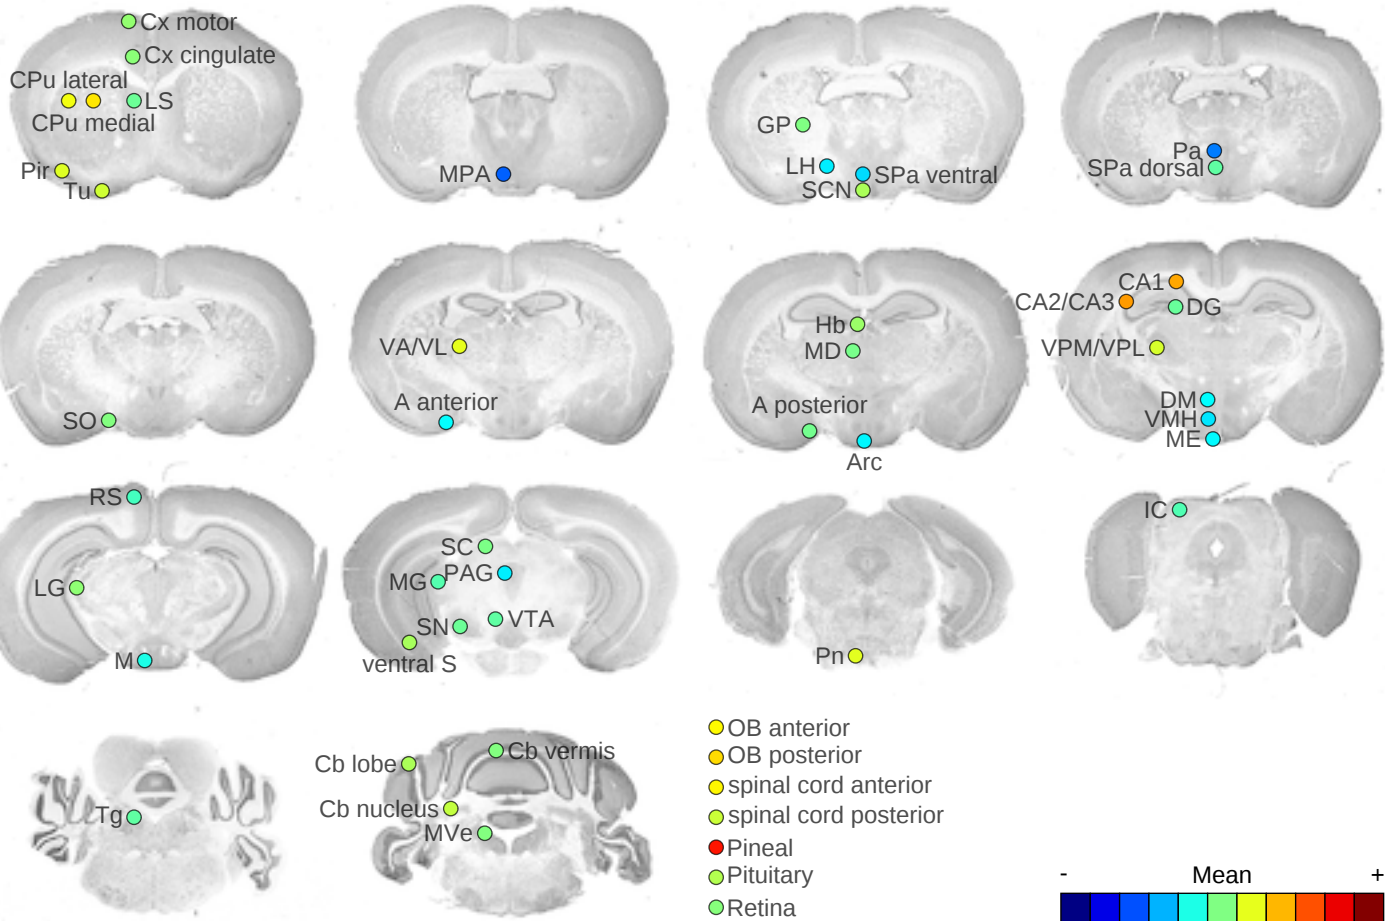 Cx motor
Cx cingulate
CPu lateral
LS
CPu medial
Pir
Tu
MPA
GP
LH
SPa ventral
SCN
Pa
SPa dorsal
SO
VA/VL
A anterior
Hb
MD
A posterior
Arc
CA1
CA2/CA3
DG
VPM/VPL
DM
VMH
ME
RS
LG
M
SC
MG
PAG
SN
VTA
ventral S
Pn
IC
Tg
Cb lobe
Cb vermis
Cb nucleus
MVe
OB anterior
OB posterior
spinal cord anterior
spinal cord posterior
Pineal
Pituitary
Retina
- Mean +